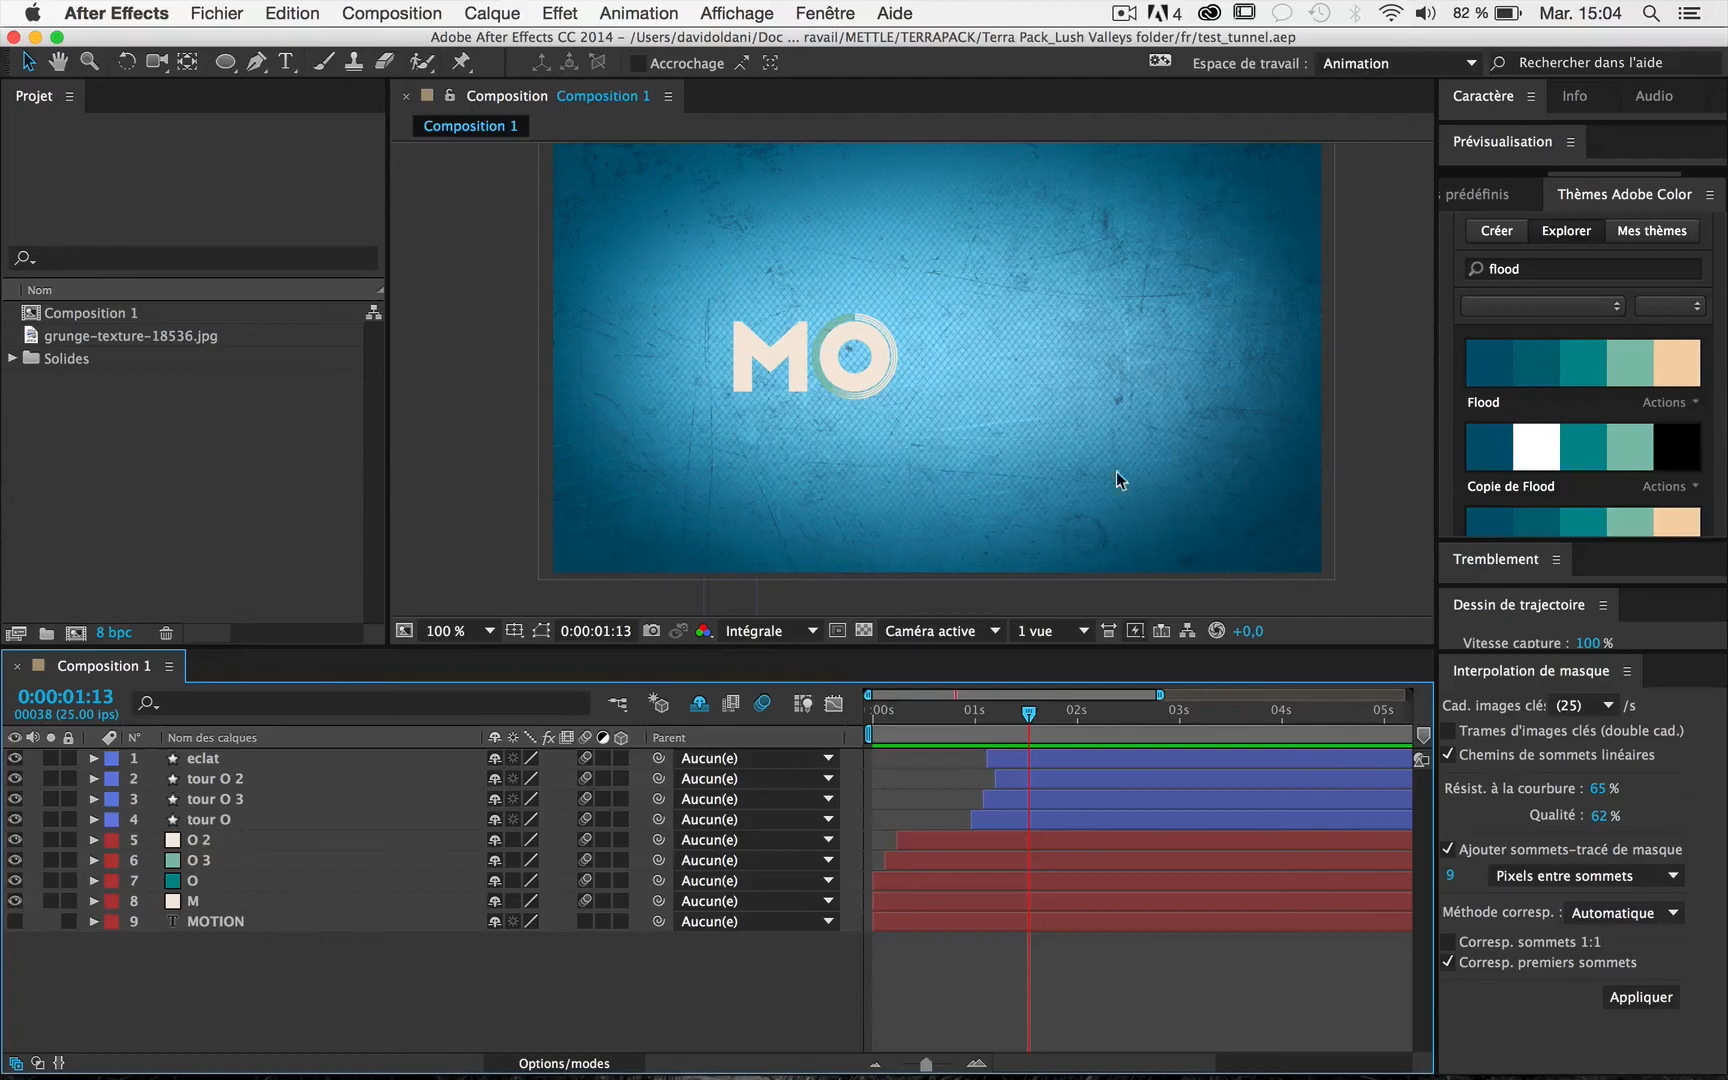 After Effects Fichier Edition Composition Calque Effet Animation Affichage Fenêtre Aide 4 82 % Mar. 15:04
Adobe After Effects CC 2014 - /Users/davidoldani/Doc ... ravail/METTLE/TERRAPACK/Terra Pack_Lush Valleys folder/fr/test_tunnel.aep
T Accrochage Espace de travail : Animation Rechercher dans l'aide
Projet
Composition Composition 1
Caractère Info Audio
Composition 1
Prévisualisation
s prédéfinis Thèmes Adobe Color
Créer Explorer Mes thèmes
flood
Nom
Composition 1
grunge-texture-18536.jpg
Solides
MO
Flood Actions
Copie de Flood Actions
Tremblement
Dessin de trajectoire
8 bpc
100 % 0:00:01:13 Intégrale Caméra active 1 vue +0,0
Vitesse capture : 100 %
Composition 1
Interpolation de masque
0:00:01:13
00038 (25.00 ips)
:00s 01s 02s 03s 04s 05s
Cad. images clés (25) /s
Trames d'images clés (double cad.)
N° Nom des calques fx Parent
1 eclat Aucun(e)
Chemins de sommets linéaires
2 tour O 2 Aucun(e)
Résist. à la courbure : 65 %
3 tour O 3 Aucun(e)
Qualité : 62 %
4 tour O Aucun(e)
5 O 2 Aucun(e)
Ajouter sommets-tracé de masque
6 O 3 Aucun(e)
9 Pixels entre sommets
7 O Aucun(e)
8 M Aucun(e)
Méthode corresp. : Automatique
9 T MOTION Aucun(e)
Corresp. sommets 1:1
Corresp. premiers sommets
Appliquer
Options/modes